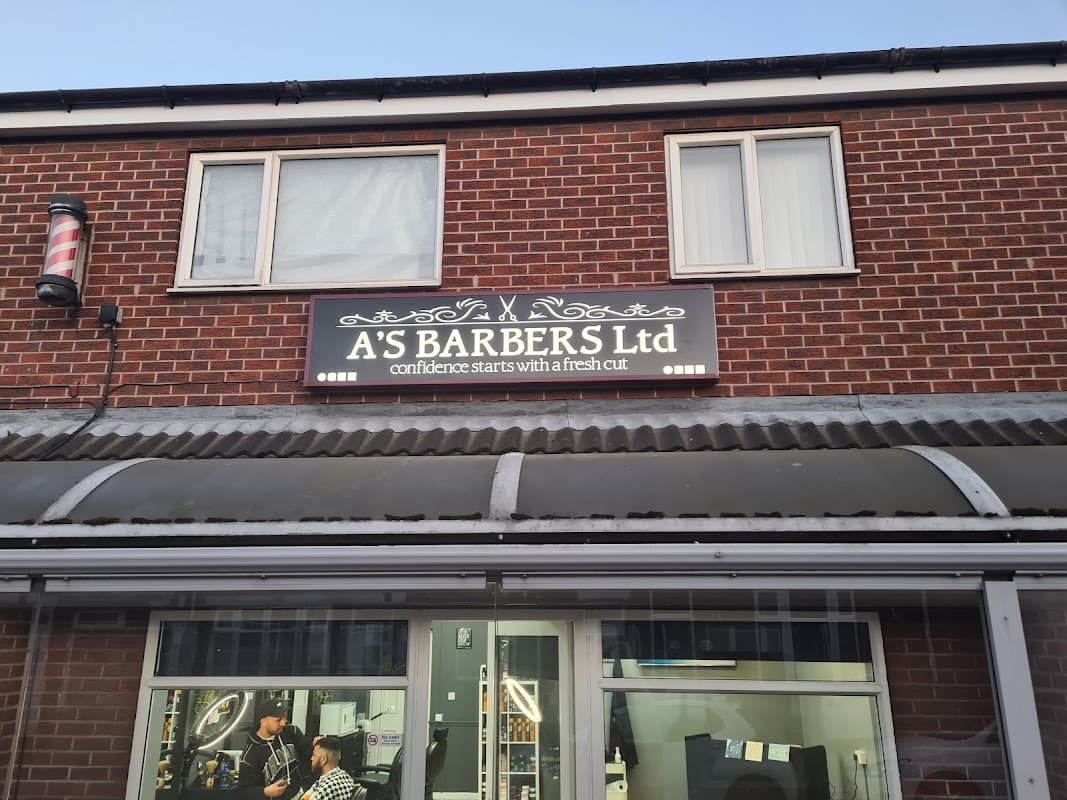 A'S BARBERS Ltd
confidence starts with a fresh cut